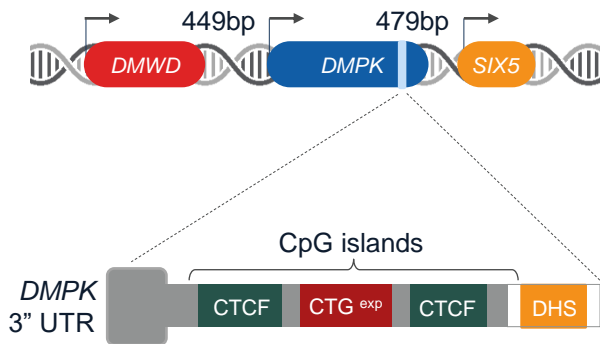 449bp 479bp
DMWD DMPK SIX5
CpG islands
DMPK
3” UTR
CTCF CTG exp CTCF DHS